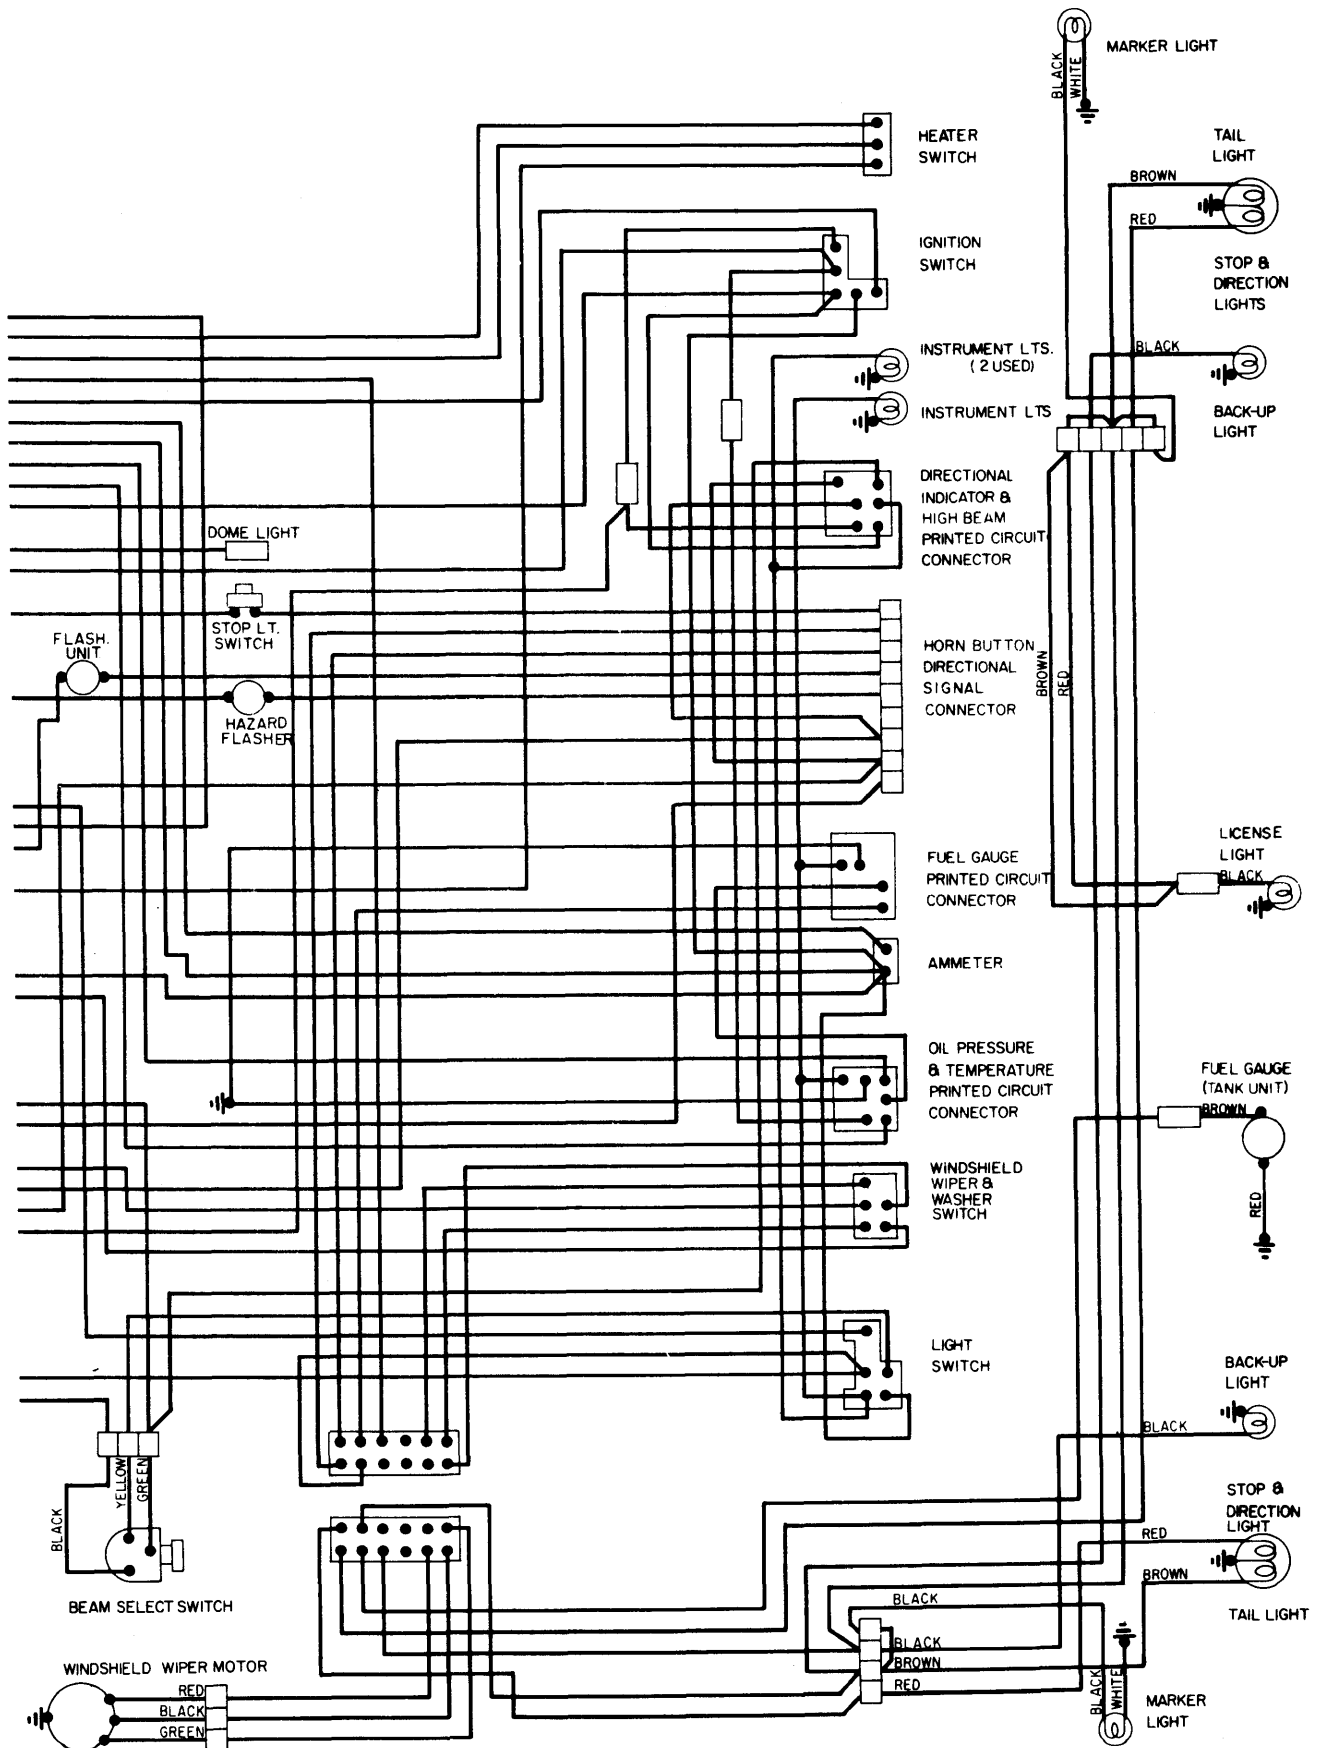 MARKER LIGHT
BLACK
WHITE
HEATER
SWITCH
TAIL
LIGHT
BROWN
RED
IGNITION
SWITCH
STOP &
DIRECTION
LIGHTS
INSTRUMENT LTS.
(2 USED)
BLACK
INSTRUMENT LTS
BACK-UP
LIGHT
DIRECTIONAL
INDICATOR &
HIGH BEAM
PRINTED CIRCUIT
CONNECTOR
DOME LIGHT
STOP LT.
SWITCH
FLASH.
UNIT
HAZARD
FLASHER
HORN BUTTON
DIRECTIONAL
SIGNAL
CONNECTOR
BROWN
RED
FUEL GAUGE
PRINTED CIRCUIT
CONNECTOR
LICENSE
LIGHT
BLACK
AMMETER
OIL PRESSURE
& TEMPERATURE
PRINTED CIRCUIT
CONNECTOR
FUEL GAUGE
(TANK UNIT)
BROWN
RED
WINDSHIELD
WIPER &
WASHER
SWITCH
LIGHT
SWITCH
BACK-UP
LIGHT
BLACK
YELLOW
GREEN
BLACK
BEAM SELECT SWITCH
STOP &
DIRECTION
LIGHT
RED
BROWN
TAIL LIGHT
BLACK
BLACK
BROWN
RED
BLACK
WHITE
MARKER
LIGHT
WINDSHIELD WIPER MOTOR
RED
BLACK
GREEN